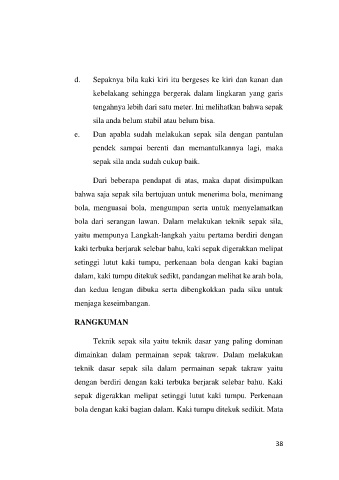 d. Sepaknya bila kaki kiri itu bergeses ke kiri dan kanan dan
kebelakang sehingga bergerak dalam lingkaran yang garis
tengahnya lebih dari satu meter. Ini melihatkan bahwa sepak
sila anda belum stabil atau belum bisa.
e. Dan apabla sudah melakukan sepak sila dengan pantulan
pendek sampai berenti dan memantulkannya lagi, maka
sepak sila anda sudah cukup baik.
Dari beberapa pendapat di atas, maka dapat disimpulkan
bahwa saja sepak sila bertujuan untuk menerima bola, menimang
bola, menguasai bola, mengumpan serta untuk menyelamatkan
bola dari serangan lawan. Dalam melakukan teknik sepak sila,
yaitu mempunya Langkah-langkah yaitu pertama berdiri dengan
kaki terbuka berjarak selebar bahu, kaki sepak digerakkan melipat
setinggi lutut kaki tumpu, perkenaan bola dengan kaki bagian
dalam, kaki tumpu ditekuk sedikt, pandangan melihat ke arah bola,
dan kedua lengan dibuka serta dibengkokkan pada siku untuk
menjaga keseimbangan.
RANGKUMAN
Teknik sepak sila yaitu teknik dasar yang paling dominan
dimainkan dalam permainan sepak takraw. Dalam melakukan
teknik dasar sepak sila dalam permainan sepak takraw yaitu
dengan berdiri dengan kaki terbuka berjarak selebar bahu. Kaki
sepak digerakkan melipat setinggi lutut kaki tumpu. Perkenaan
bola dengan kaki bagian dalam. Kaki tumpu ditekuk sedikit. Mata
38